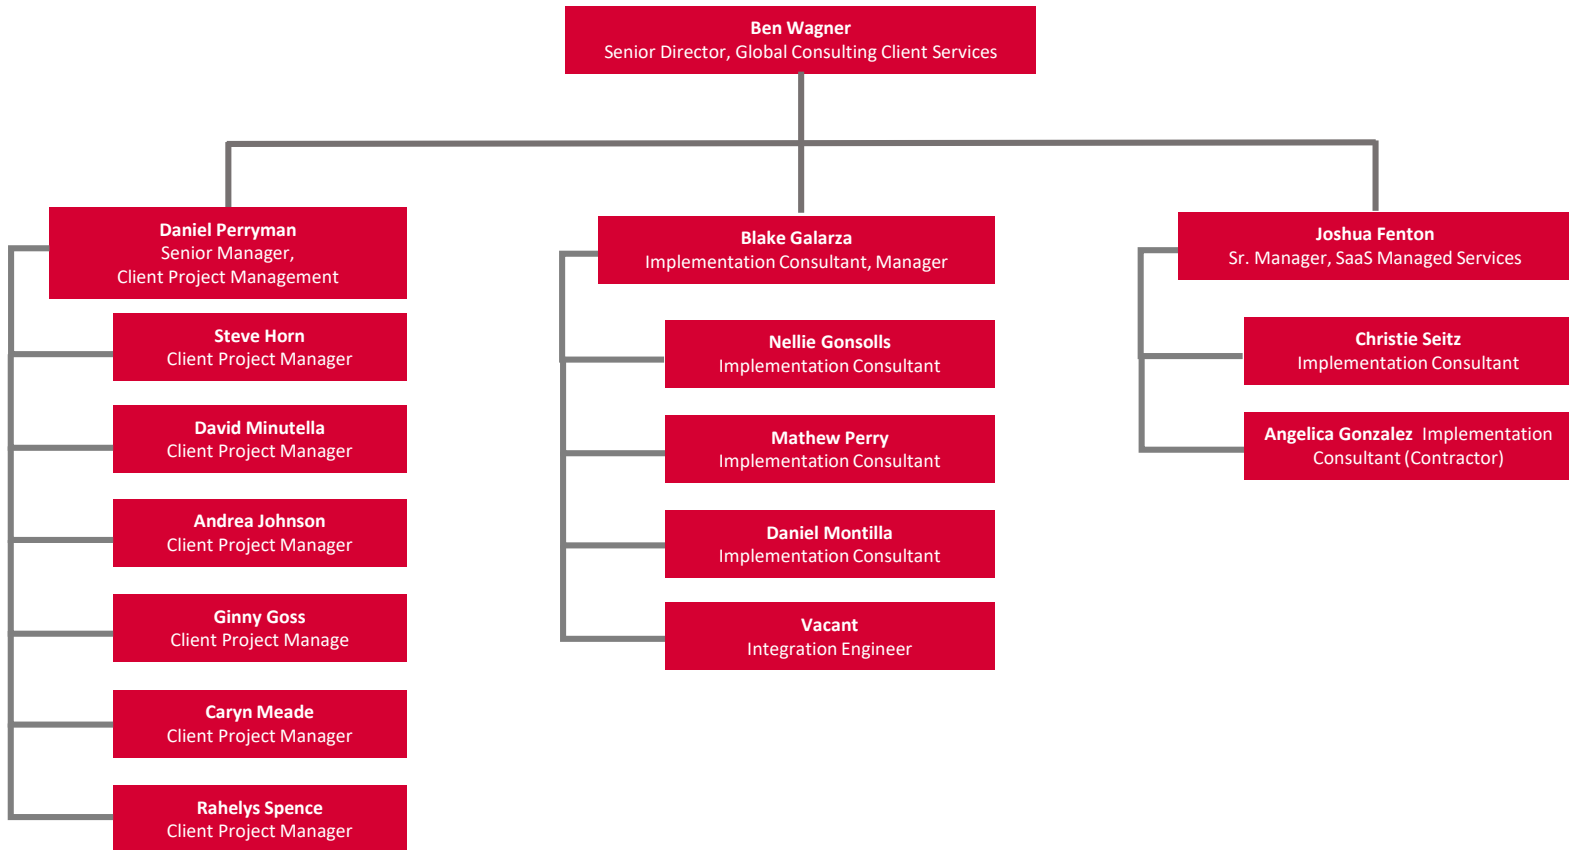 Ben Wagner
Senior Director, Global Consulting Client Services
Daniel Perryman
Senior Manager,
Client Project Management
Steve Horn
Client Project Manager
David Minutella
Client Project Manager
Andrea Johnson
Client Project Manager
Ginny Goss
Client Project Manage
Caryn Meade
Client Project Manager
Rahelys Spence
Client Project Manager
Blake Galarza
Implementation Consultant, Manager
Nellie Gonsolls
Implementation Consultant
Mathew Perry
Implementation Consultant
Daniel Montilla
Implementation Consultant
Vacant
Integration Engineer
Joshua Fenton
Sr. Manager, SaaS Managed Services
Christie Seitz
Implementation Consultant
Angelica Gonzalez Implementation
Consultant (Contractor)